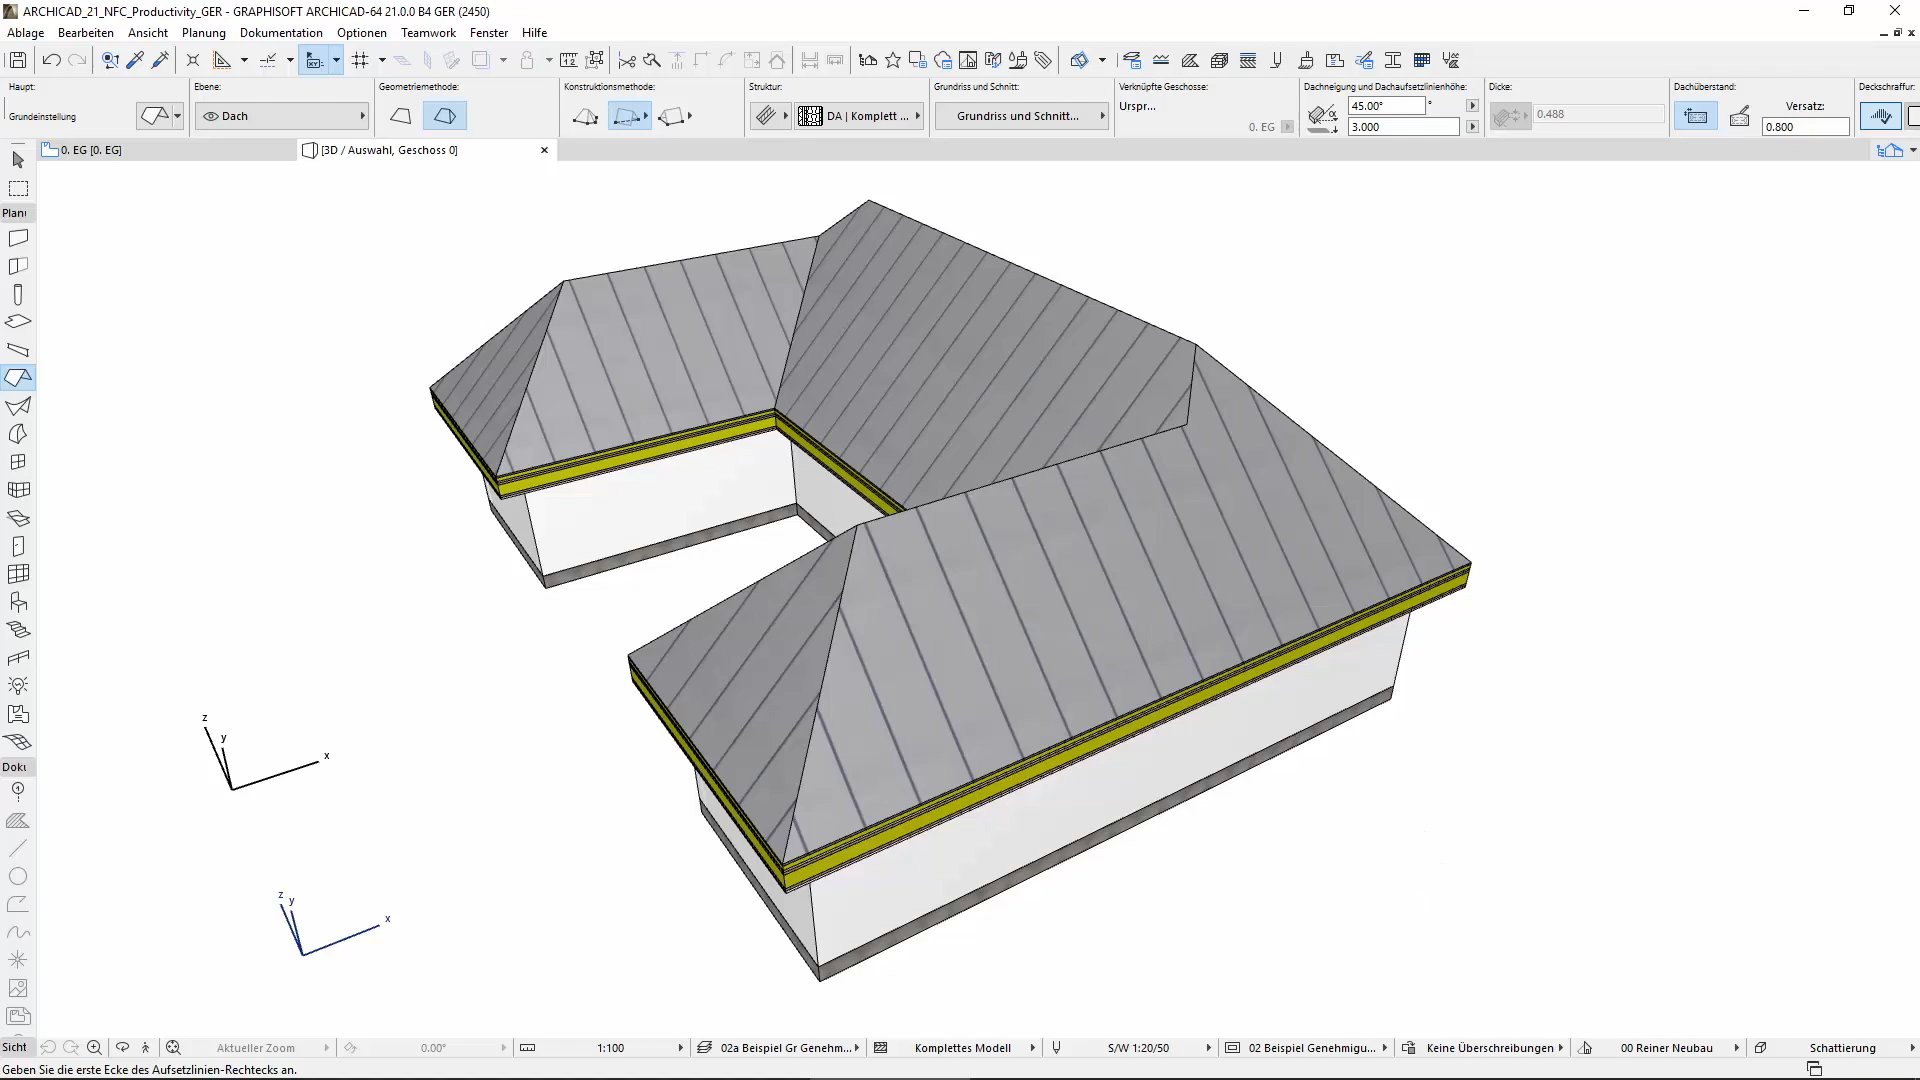 ARCHICAD_21_NFC_Productivity_GER - GRAPHISOFT ARCHICAD-64 21.0.0 B4 GER (2450)
Ablage Bearbeiten Ansicht Planung Dokumentation Optionen Teamwork Fenster Hilfe
Haupt: Ebene: Geometriemethode: Konstruktionsmethode: Struktur: Grundriss und Schnitt: Verknüpfte Geschosse: Dachneigung und Dachaufsetzlinienhöhe: Dicke: Dachüberstand: Deckschraffur:
45.00° °
Urspr... Versatz:
Grundeinstellung Dach DA | Komplett ... Grundriss und Schnitt... 0.488
0. EG 3.000 0.800
0. EG [0. EG] [3D / Auswahl, Geschoss 0]
Planu
z
y
x
Doku
z
y
x
Sicht Aktueller Zoom 0.00° 1:100 02a Beispiel Gr Genehm... Komplettes Modell S/W 1:20/50 02 Beispiel Genehmigu... Keine Überschreibungen 00 Reiner Neubau Schattierung
Geben Sie die erste Ecke des Aufsetzlinien-Rechtecks an.